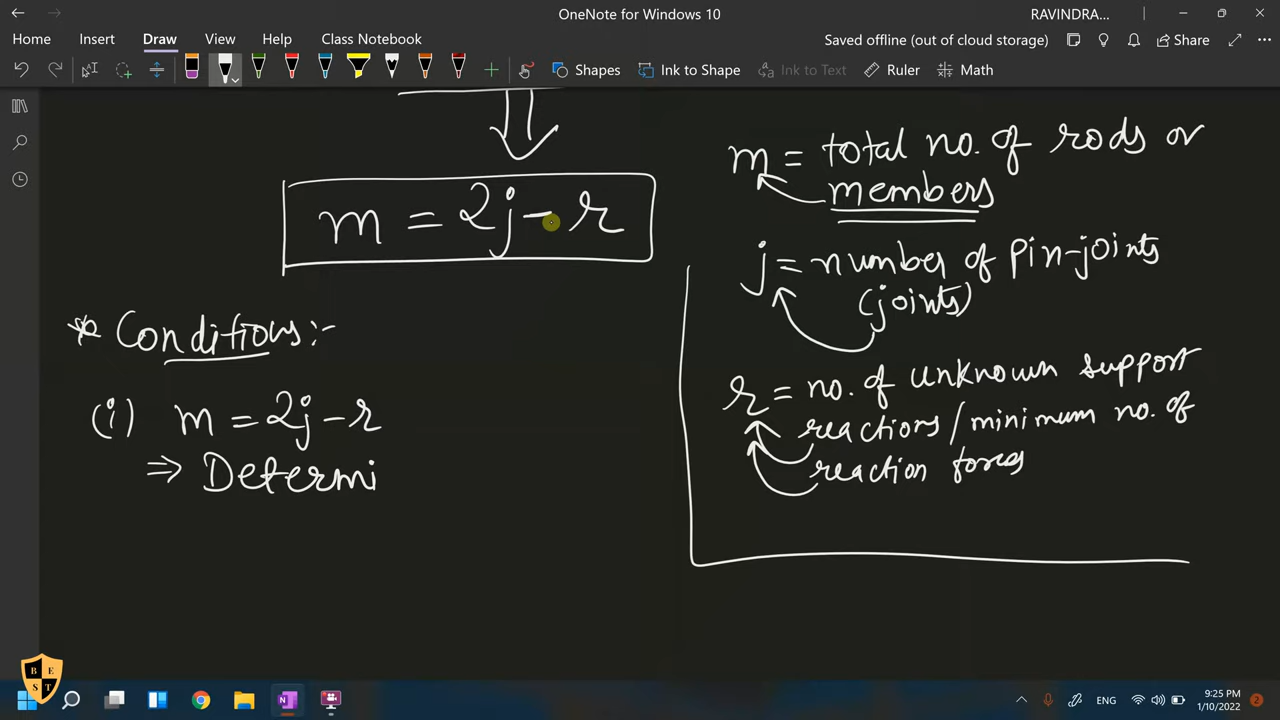 OneNote for Windows 10
RAVINDRA...
Home Insert Draw View Help Class Notebook
Saved offline (out of cloud storage)
Share
Shapes
Ink to Shape
Ink to Text
Ruler
Math
m = 2j - r
* Conditions:-
(i) m = 2j - r
⇒ Determi
m = total no. of rods or
members
j = number of pin-joints
(joints)
r = no. of unknown support
reactions/minimum no. of
reaction forces
B E
S T
ENG
9:25 PM
1/10/2022
2